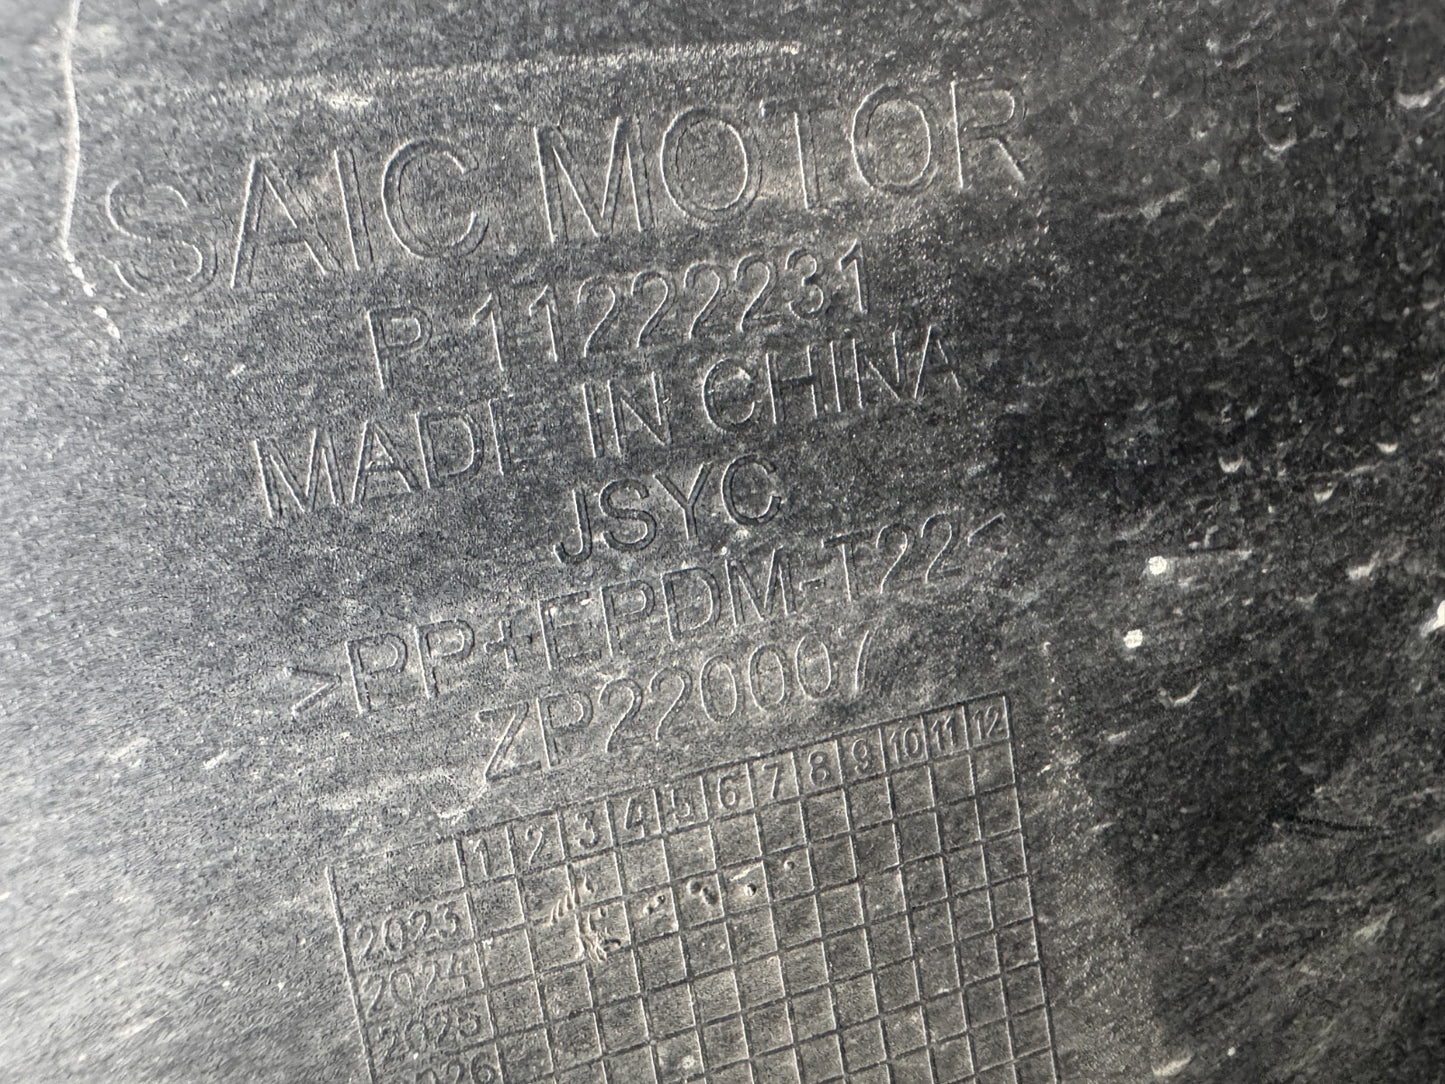 SAIC MOTOR
P 11222231
MADE IN CHINA
JSYC
>PP+EPDM-T22<
ZP220007
1 2 3 4 5 6 7 8 9 10 11 12
2023
2024
2025